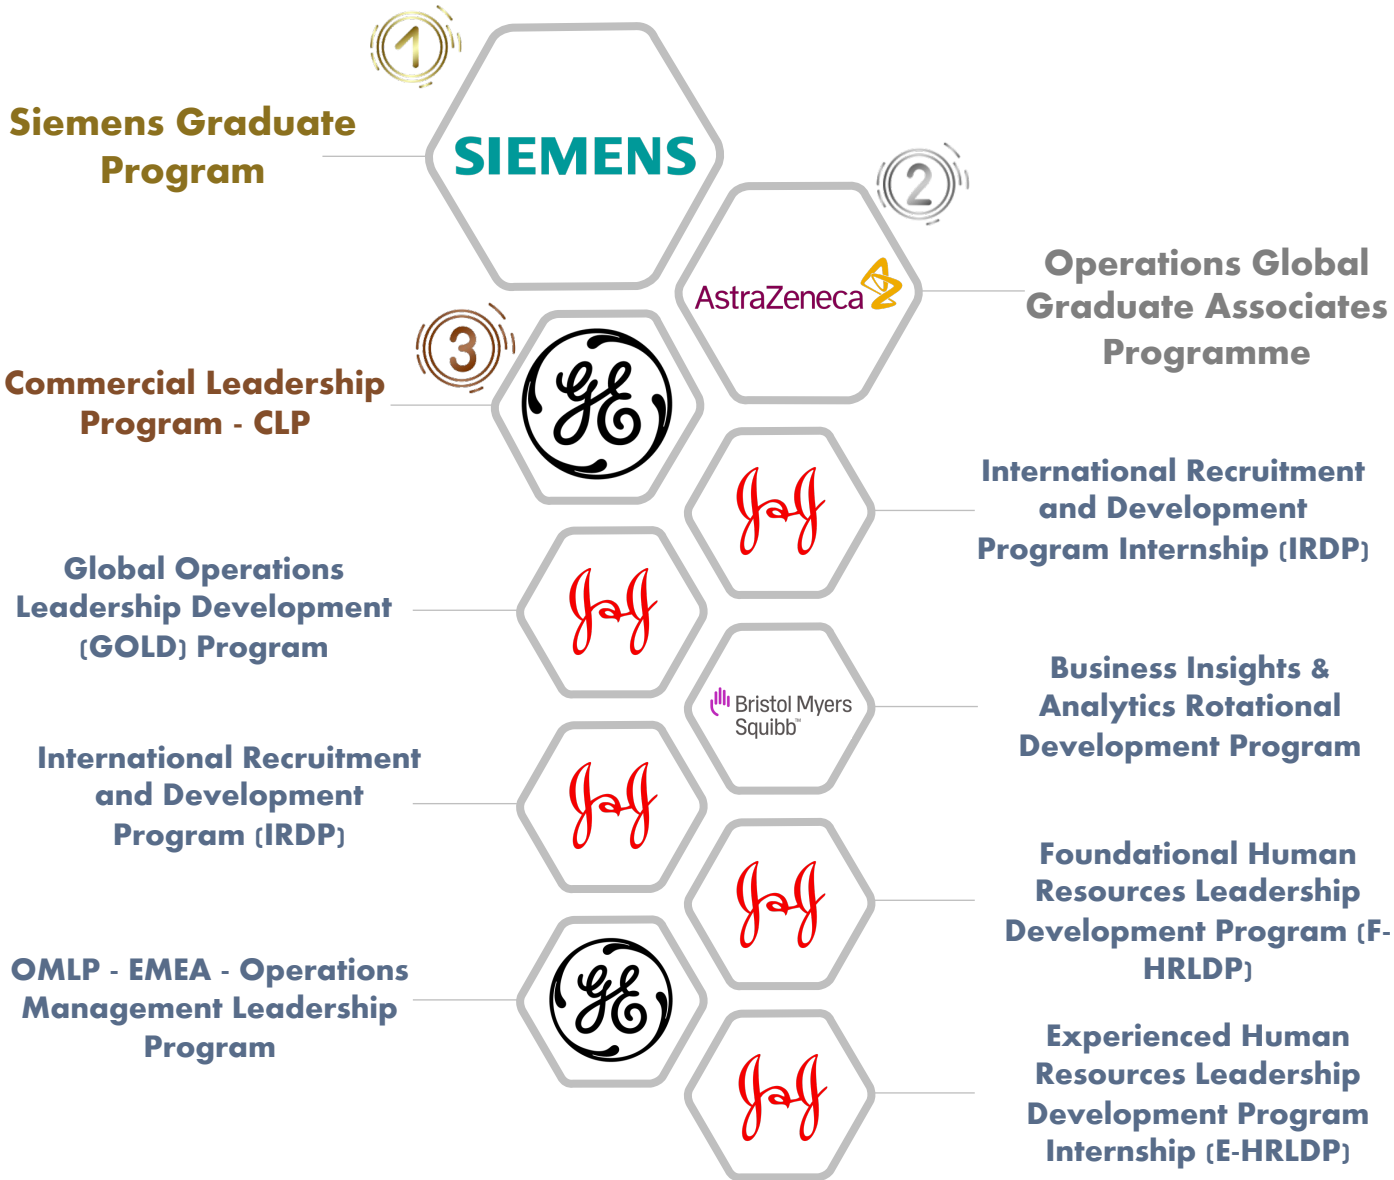 1
Siemens Graduate
Program
SIEMENS
2
AstraZeneca
Operations Global
Graduate Associates
Programme
3
Commercial Leadership
Program - CLP
GE
International Recruitment
and Development
Program Internship (IRDP)
J&J
Global Operations
Leadership Development
(GOLD) Program
J&J
Business Insights &
Analytics Rotational
Development Program
Bristol Myers
Squibb™
International Recruitment
and Development
Program (IRDP)
J&J
Foundational Human
Resources Leadership
Development Program (F-
HRLDP)
J&J
OMLP - EMEA - Operations
Management Leadership
Program
GE
Experienced Human
Resources Leadership
Development Program
Internship (E-HRLDP)
J&J